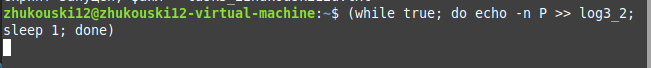 zhukouski12@zhukouski12-virtual-machine:~$ (while true; do echo -n P >> log3_2;
sleep 1; done)